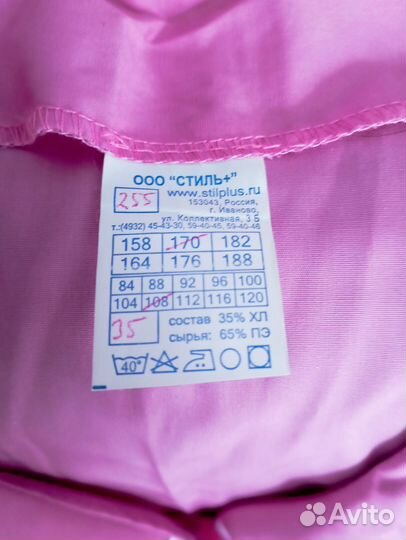 ООО "СТИЛЬ+"
255
www.stilplus.ru
153043, Россия,
г. Иваново,
ул. Коллективная, 3 Б
т.:(4932) 45-43-30, 59-40-45, 59-40-46
158 170 182
164 176 188
84 88 92 96 100
104 108 112 116 120
35
состав 35% ХЛ
сырья: 65% ПЭ
40°
Avito